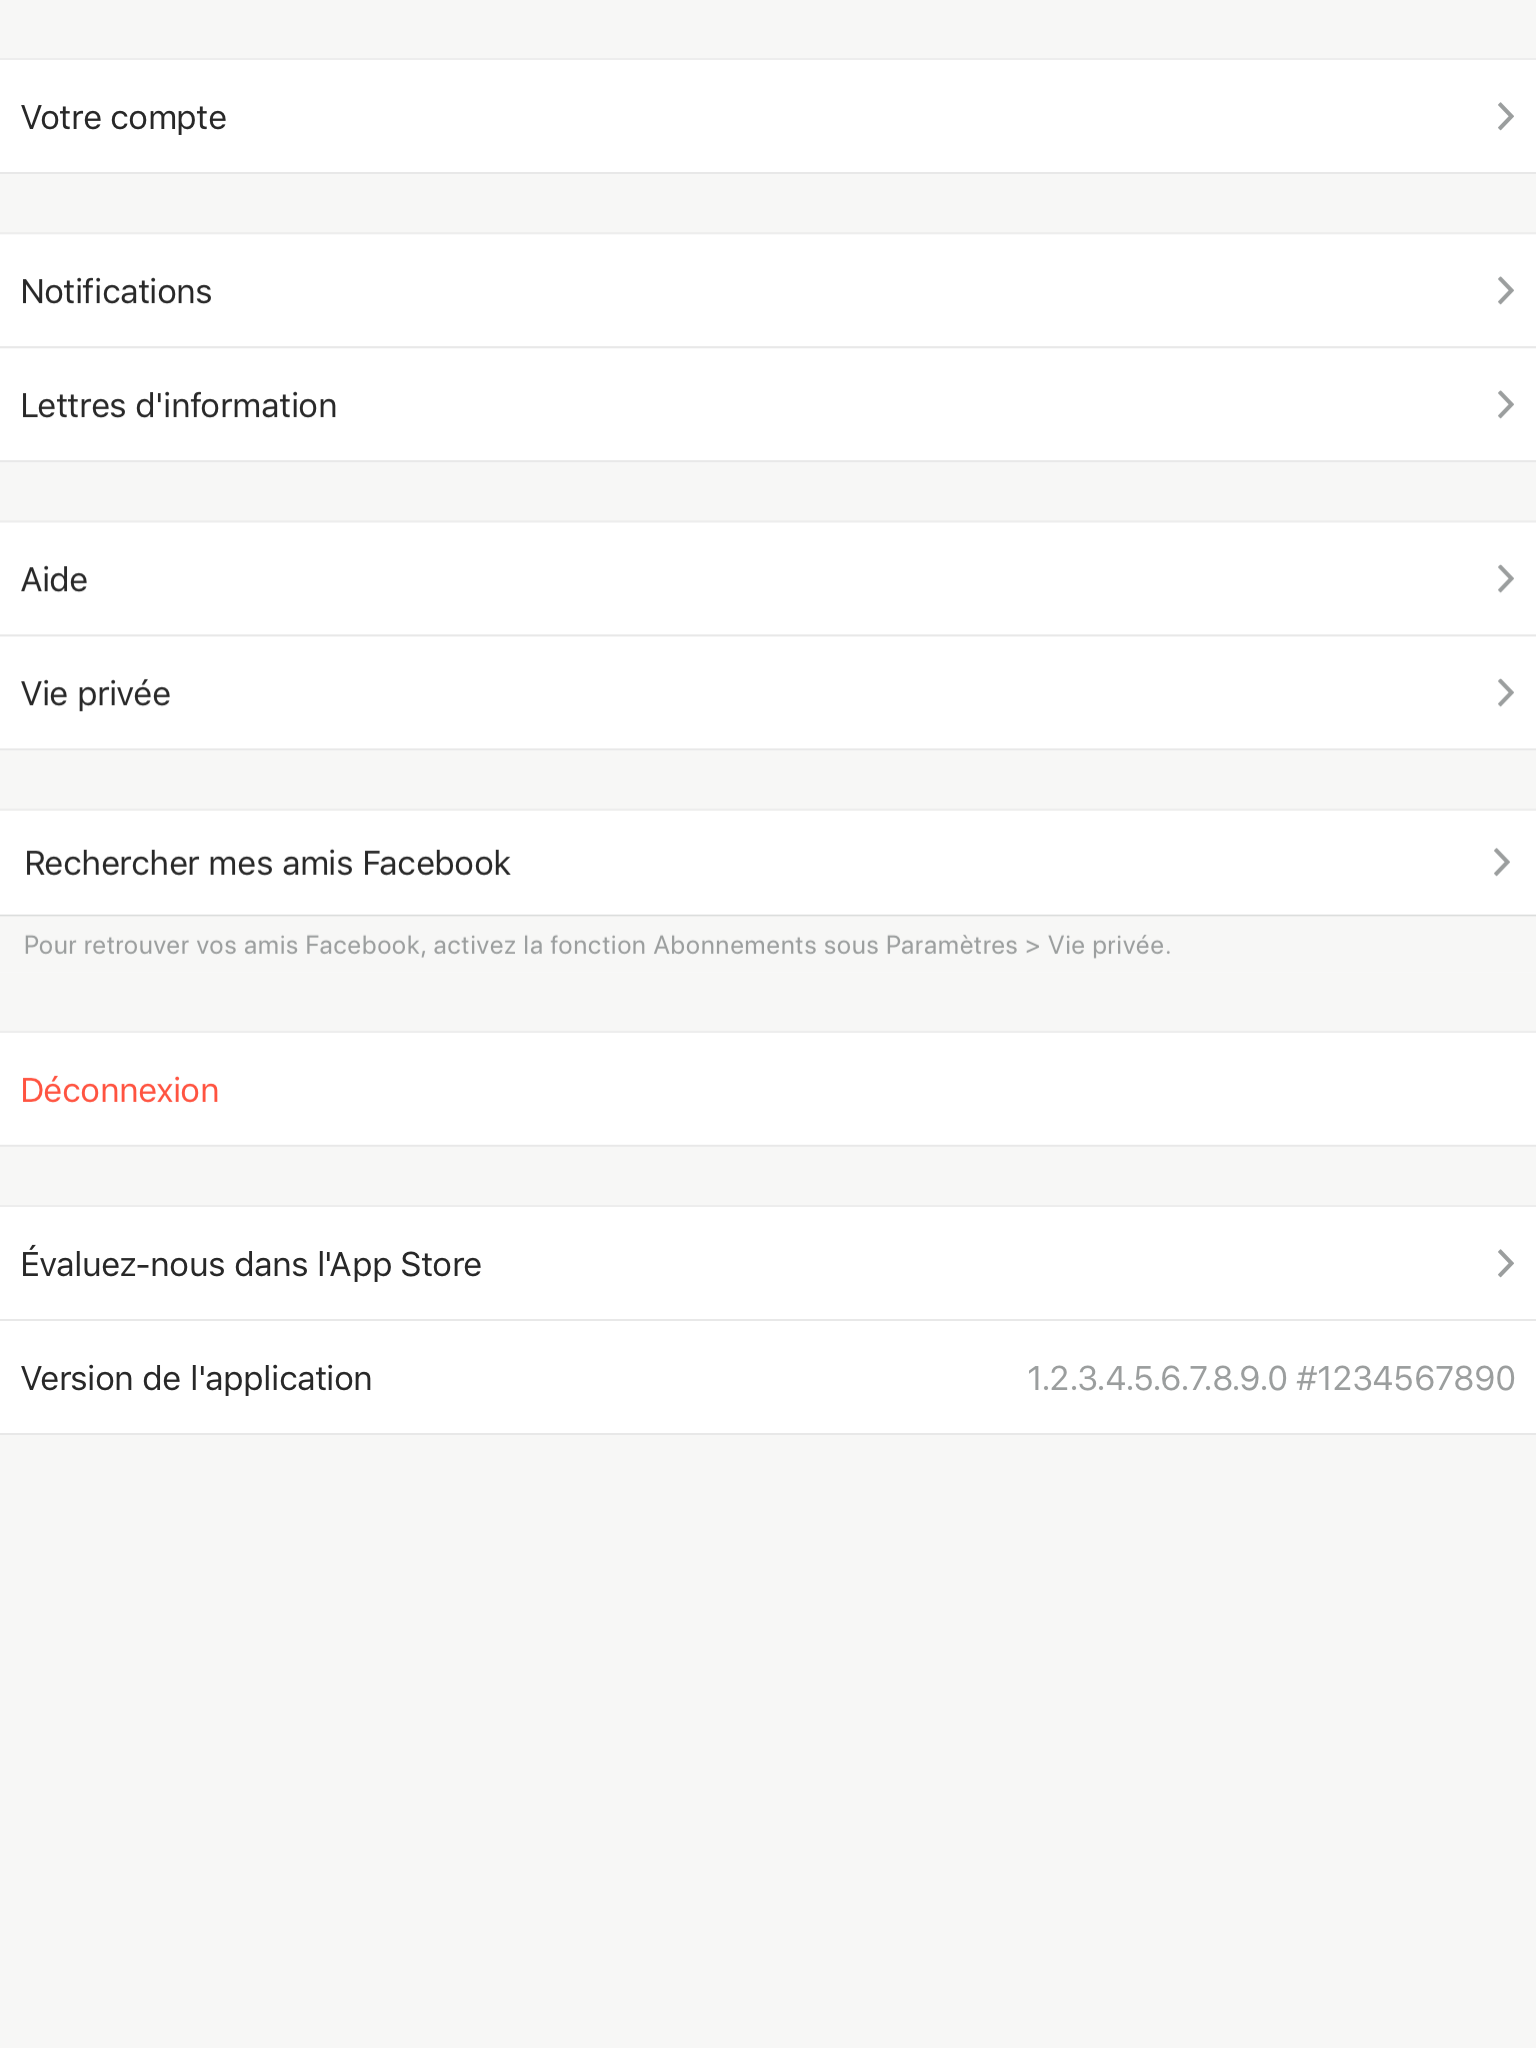 Votre compte
Notifications
Lettres d'information
Aide
Vie privée
Rechercher mes amis Facebook
Pour retrouver vos amis Facebook, activez la fonction Abonnements sous Paramètres > Vie privée.
Déconnexion
Évaluez-nous dans l'App Store
Version de l'application 1.2.3.4.5.6.7.8.9.0 #1234567890